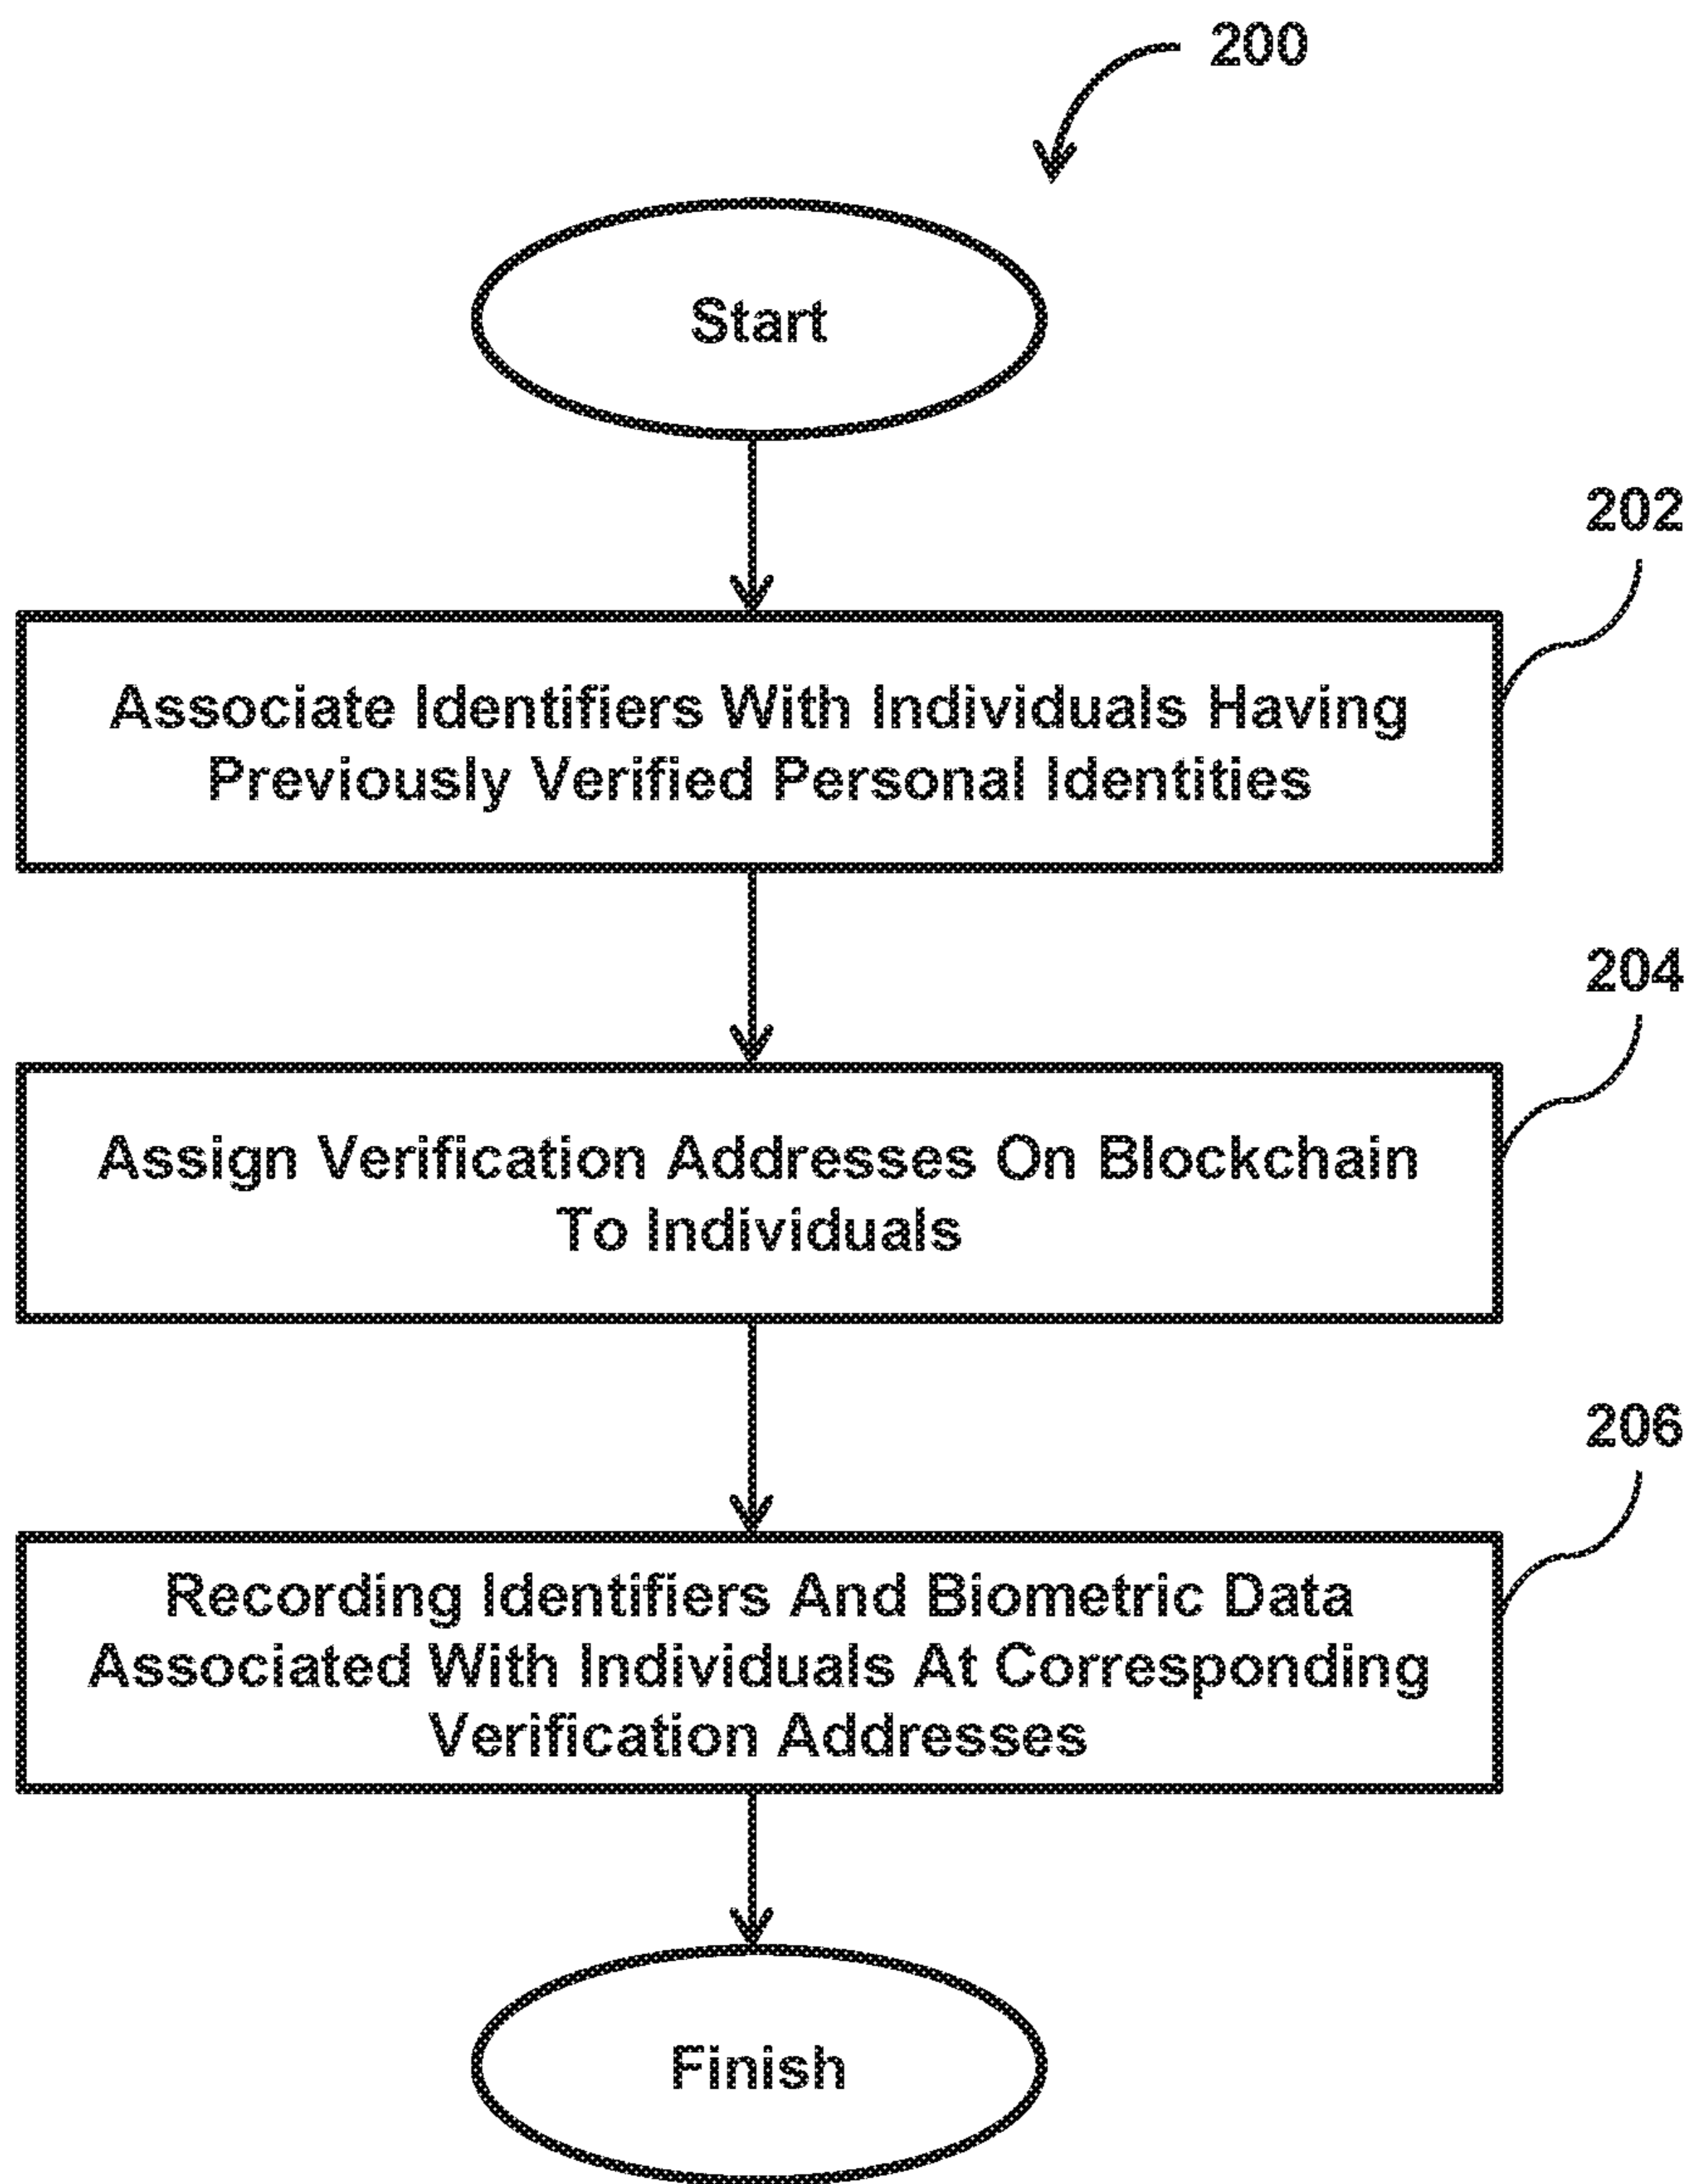 200
Start
202
Associate Identifiers With Individuals Having
Previously Verified Personal Identities
204
Assign Verification Addresses On Blockchain
To Individuals
206
Recording Identifiers And Biometric Data
Associated With Individuals At Corresponding
Verification Addresses
Finish